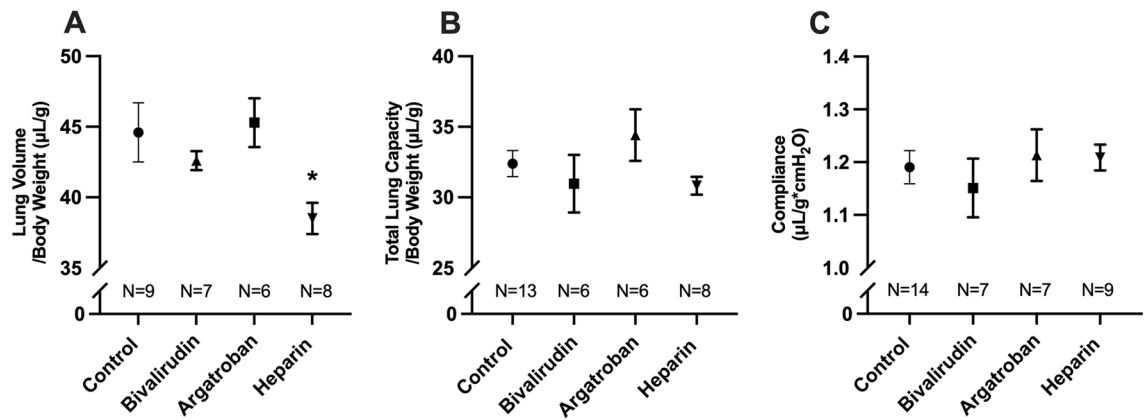 A
Lung Volume
/Body Weight (μL/g)
50
45
40
35
0
*
N=9 N=7 N=6 N=8
Control Bivalirudin Argatroban Heparin
B
Total Lung Capacity
/Body Weight (μL/g)
40
35
30
25
0
N=13 N=6 N=6 N=8
Control Bivalirudin Argatroban Heparin
C
Compliance
(μL/g*cmH₂O)
1.4
1.3
1.2
1.1
1.0
0
N=14 N=7 N=7 N=9
Control Bivalirudin Argatroban Heparin